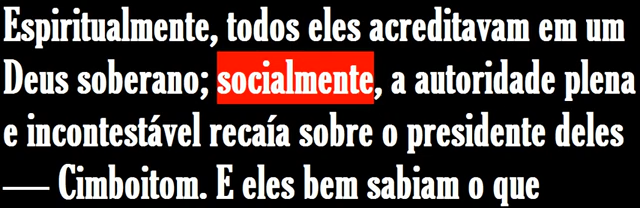 Espiritualmente, todos eles acreditavam em um
Deus soberano; socialmente, a autoridade plena
e incontestável recaía sobre o presidente deles
— Cimboitom. E eles bem sabiam o que